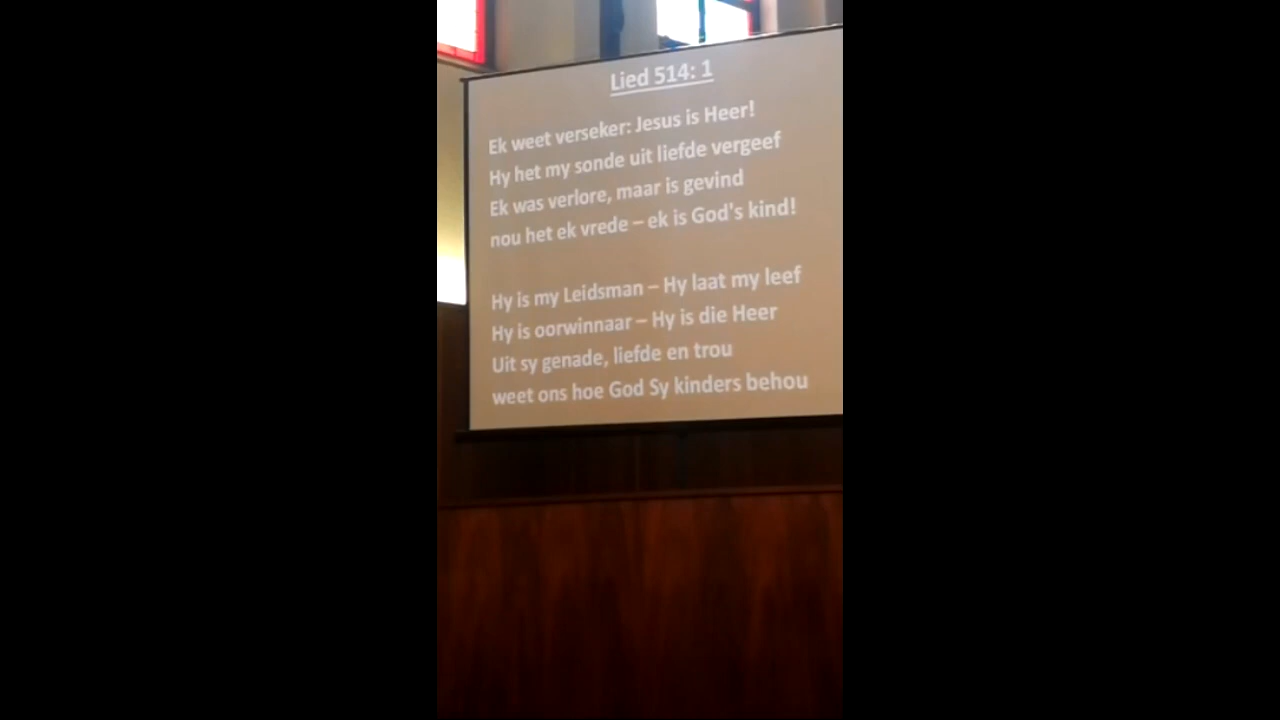 Lied 514: 1
Ek weet verseker: Jesus is Heer!
Hy het my sonde uit liefde vergeef
Ek was verlore, maar is gevind
nou het ek vrede – ek is God's kind!
Hy is my Leidsman – Hy laat my leef
Hy is oorwinnaar – Hy is die Heer
Uit sy genade, liefde en trou
weet ons hoe God Sy kinders behou